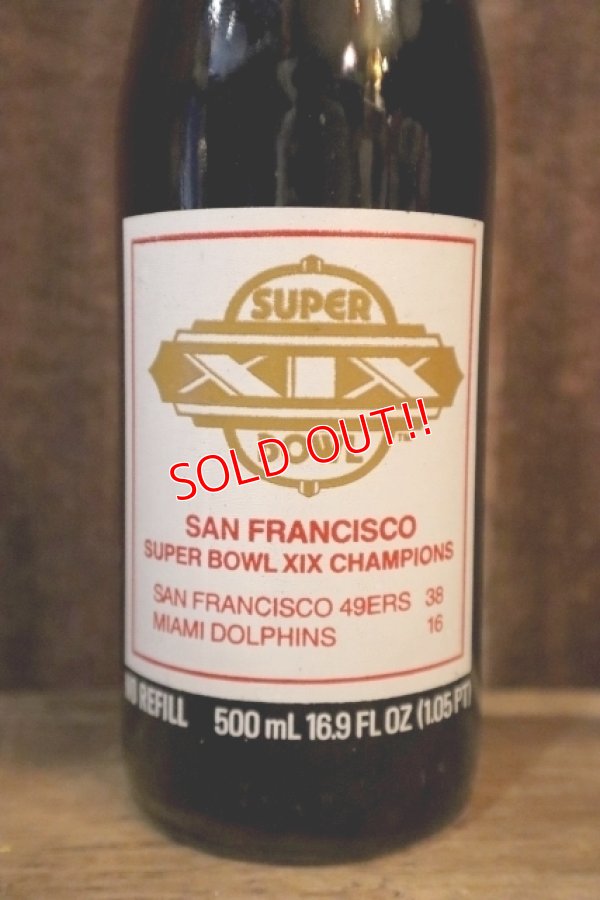 SUPER
XIX
BOWL
TM
SOLD OUT!!
SAN FRANCISCO
SUPER BOWL XIX CHAMPIONS
SAN FRANCISCO 49ERS 38
MIAMI DOLPHINS 16
NO REFILL 500 mL 16.9 FL OZ (1.05 PT)